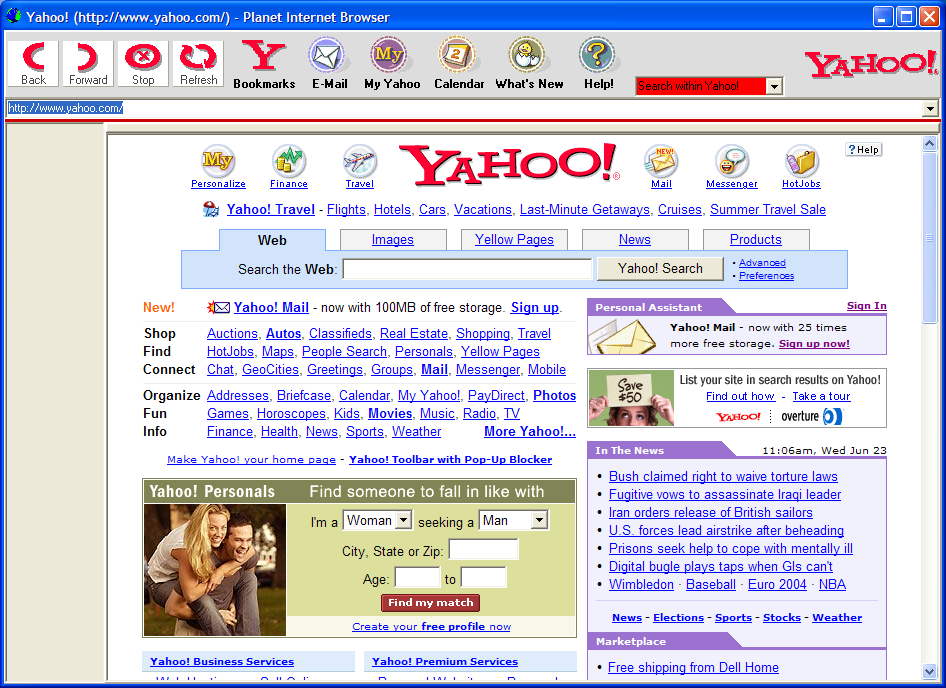 Yahoo! (http://www.yahoo.com/) - Planet Internet Browser
Back Forward Stop Refresh Bookmarks E-Mail My Yahoo Calendar What's New Help! Search within Yahoo! YAHOO!
http://www.yahoo.com/
Personalize Finance Travel YAHOO! Mail Messenger HotJobs ? Help
Yahoo! Travel - Flights, Hotels, Cars, Vacations, Last-Minute Getaways, Cruises, Summer Travel Sale
Web Images Yellow Pages News Products
Search the Web: Yahoo! Search · Advanced
· Preferences
New! Yahoo! Mail - now with 100MB of free storage. Sign up.
Shop Auctions, Autos, Classifieds, Real Estate, Shopping, Travel
Find HotJobs, Maps, People Search, Personals, Yellow Pages
Connect Chat, GeoCities, Greetings, Groups, Mail, Messenger, Mobile
Organize Addresses, Briefcase, Calendar, My Yahoo!, PayDirect, Photos
Fun Games, Horoscopes, Kids, Movies, Music, Radio, TV
Info Finance, Health, News, Sports, Weather More Yahoo!...
Make Yahoo! your home page - Yahoo! Toolbar with Pop-Up Blocker
Yahoo! Personals Find someone to fall in like with
I'm a Woman seeking a Man
City, State or Zip:
Age: to
Find my match
Create your free profile now
Yahoo! Business Services Yahoo! Premium Services
Personal Assistant Sign In
Yahoo! Mail - now with 25 times
more free storage. Sign up now!
Save $50
List your site in search results on Yahoo!
Find out how - Take a tour
YAHOO! overture
In The News 11:06am, Wed Jun 23
• Bush claimed right to waive torture laws
• Fugitive vows to assassinate Iraqi leader
• Iran orders release of British sailors
• U.S. forces lead airstrike after beheading
• Prisons seek help to cope with mentally ill
• Digital bugle plays taps when GIs can't
• Wimbledon · Baseball · Euro 2004 · NBA
News - Elections - Sports - Stocks - Weather
Marketplace
• Free shipping from Dell Home